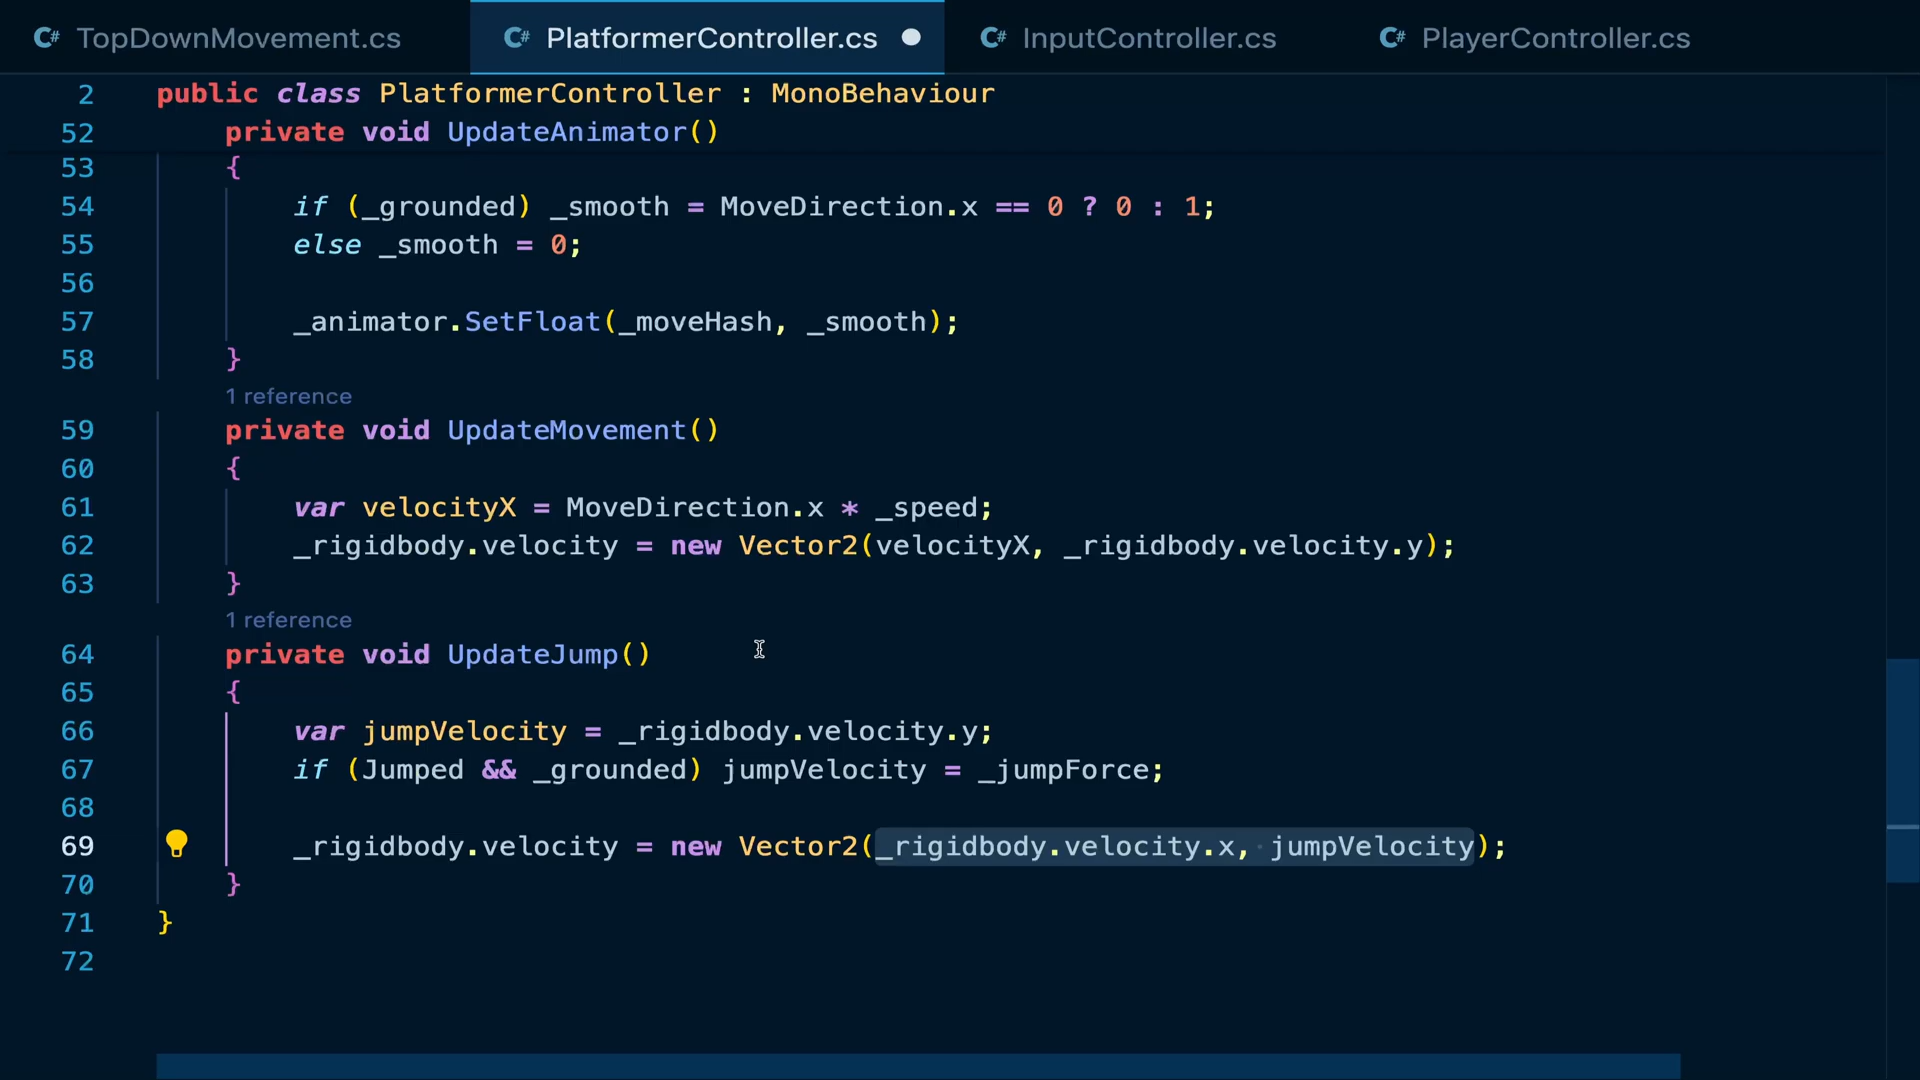 C# TopDownMovement.cs C# PlatformerController.cs C# InputController.cs C# PlayerController.cs
2 public class PlatformerController : MonoBehaviour
52 private void UpdateAnimator()
53 {
54 if (_grounded) _smooth = MoveDirection.x == 0 ? 0 : 1;
55 else _smooth = 0;
56
57 _animator.SetFloat(_moveHash, _smooth);
58 }
1 reference
59 private void UpdateMovement()
60 {
61 var velocityX = MoveDirection.x * _speed;
62 _rigidbody.velocity = new Vector2(velocityX, _rigidbody.velocity.y);
63 }
1 reference
64 private void UpdateJump()
65 {
66 var jumpVelocity = _rigidbody.velocity.y;
67 if (Jumped && _grounded) jumpVelocity = _jumpForce;
68
69 _rigidbody.velocity = new Vector2(_rigidbody.velocity.x, jumpVelocity);
70 }
71 }
72